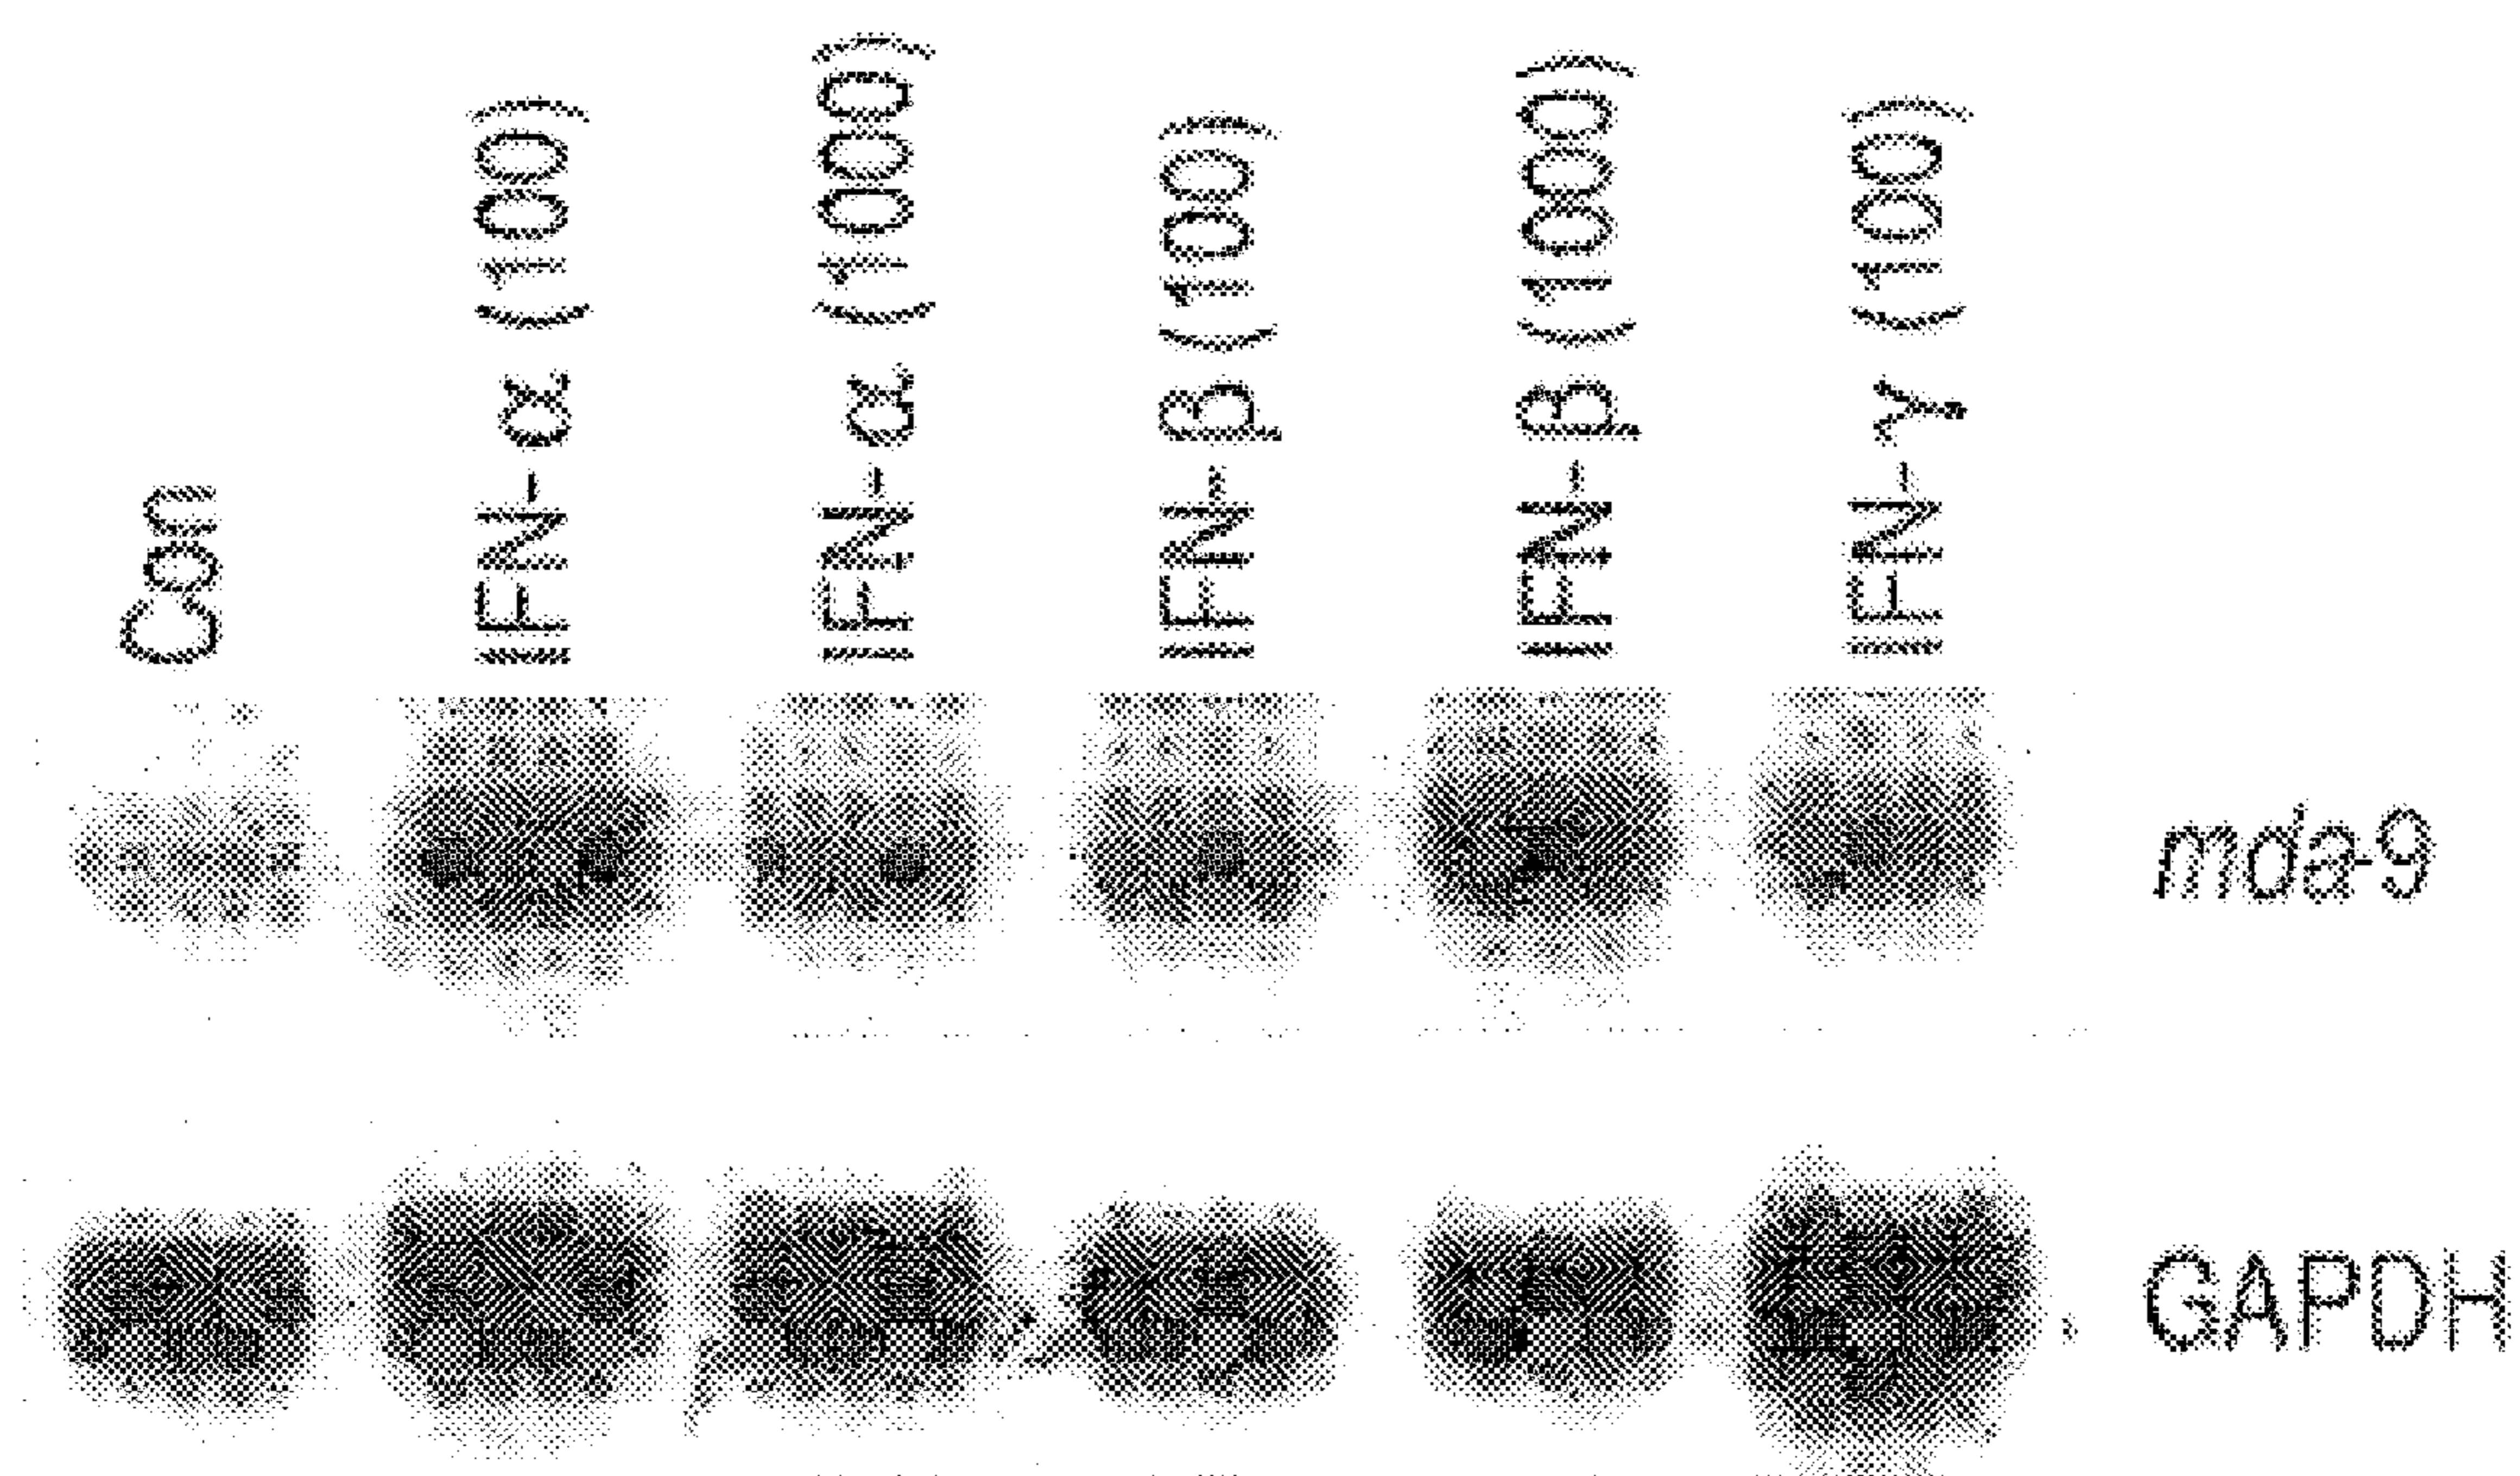 Con
IFN-α (100)
IFN-α (1000)
IFN-β (100)
IFN-β (1000)
IFN-γ (100)
mda-9
GAPDH